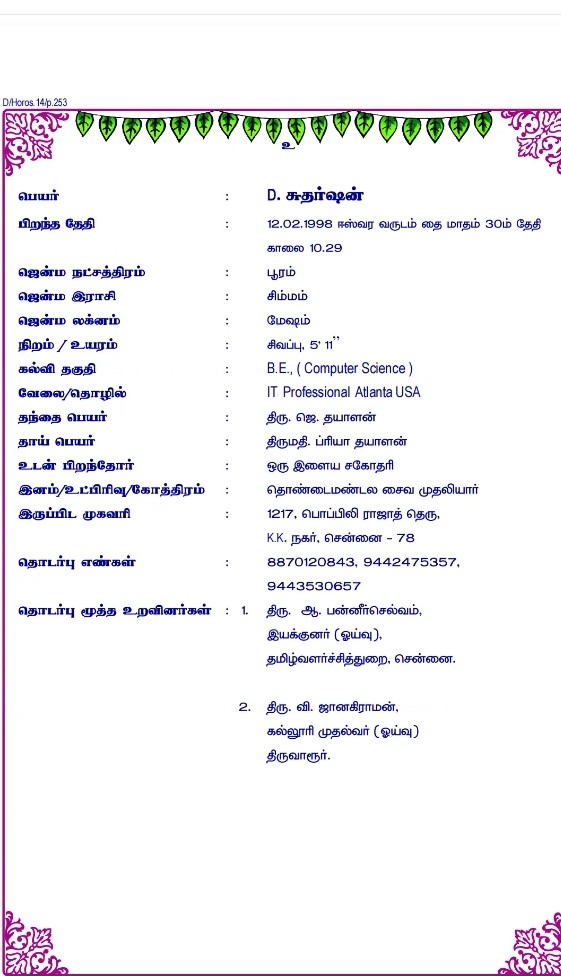 D/Horos.14/p.253
உ
பெயர் : D. சுதர்ஷன்
பிறந்த தேதி : 12.02.1998 ஈஸ்வர வருடம் தை மாதம் 30ம் தேதி
காலை 10.29
ஜென்ம நட்சத்திரம் : பூரம்
ஜென்ம இராசி : சிம்மம்
ஜென்ம லக்னம் : மேஷம்
நிறம் / உயரம் : சிவப்பு, 5' 11”
கல்வி தகுதி : B.E., ( Computer Science )
வேலை/தொழில் : IT Professional Atlanta USA
தந்தை பெயர் : திரு. ஜெ. தயாளன்
தாய் பெயர் : திருமதி. ப்ரியா தயாளன்
உடன் பிறந்தோர் : ஒரு இளைய சகோதரி
இனம்/உட்பிரிவு/கோத்திரம் : தொண்டைமண்டல சைவ முதலியார்
இருப்பிட முகவரி : 1217, பொப்பிலி ராஜாத் தெரு,
K.K. நகர், சென்னை - 78
தொடர்பு எண்கள் : 8870120843, 9442475357,
9443530657
தொடர்பு மூத்த உறவினர்கள் : 1. திரு. ஆ. பன்னீர்செல்வம்,
இயக்குனர் (ஓய்வு),
தமிழ்வளர்ச்சித்துறை, சென்னை.
2. திரு. வி. ஜானகிராமன்,
கல்லூரி முதல்வர் (ஓய்வு)
திருவாரூர்.